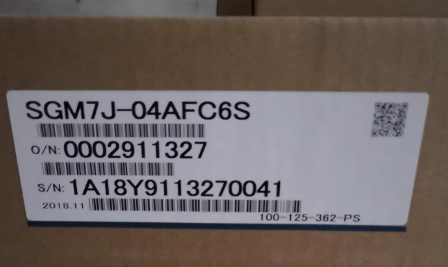 SGM7J-04AFC6S
O/N: 0002911327
S/N: 1A18Y9113270041
2018.11
100-125-362-PS